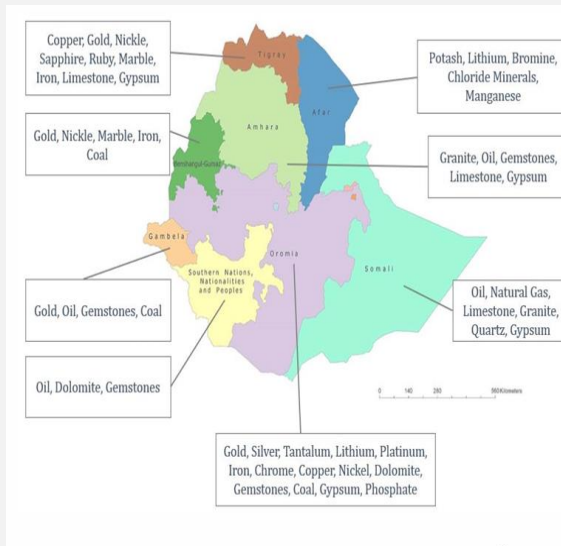 Copper, Gold, Nickle,
Sapphire, Ruby, Marble,
Iron, Limestone, Gypsum
Potash, Lithium, Bromine,
Chloride Minerals,
Manganese
Tigray
Afar
Amhara
Gold, Nickle, Marble, Iron,
Coal
Granite, Oil, Gemstones,
Limestone, Gypsum
Benshangul-Gumaz
Gambela
Oromia
Somali
Southern Nations,
Nationalities
and Peoples
Gold, Oil, Gemstones, Coal
Oil, Natural Gas,
Limestone, Granite,
Quartz, Gypsum
Oil, Dolomite, Gemstones
0 140 280 560 Kilometers
Gold, Silver, Tantalum, Lithium, Platinum,
Iron, Chrome, Copper, Nickel, Dolomite,
Gemstones, Coal, Gypsum, Phosphate